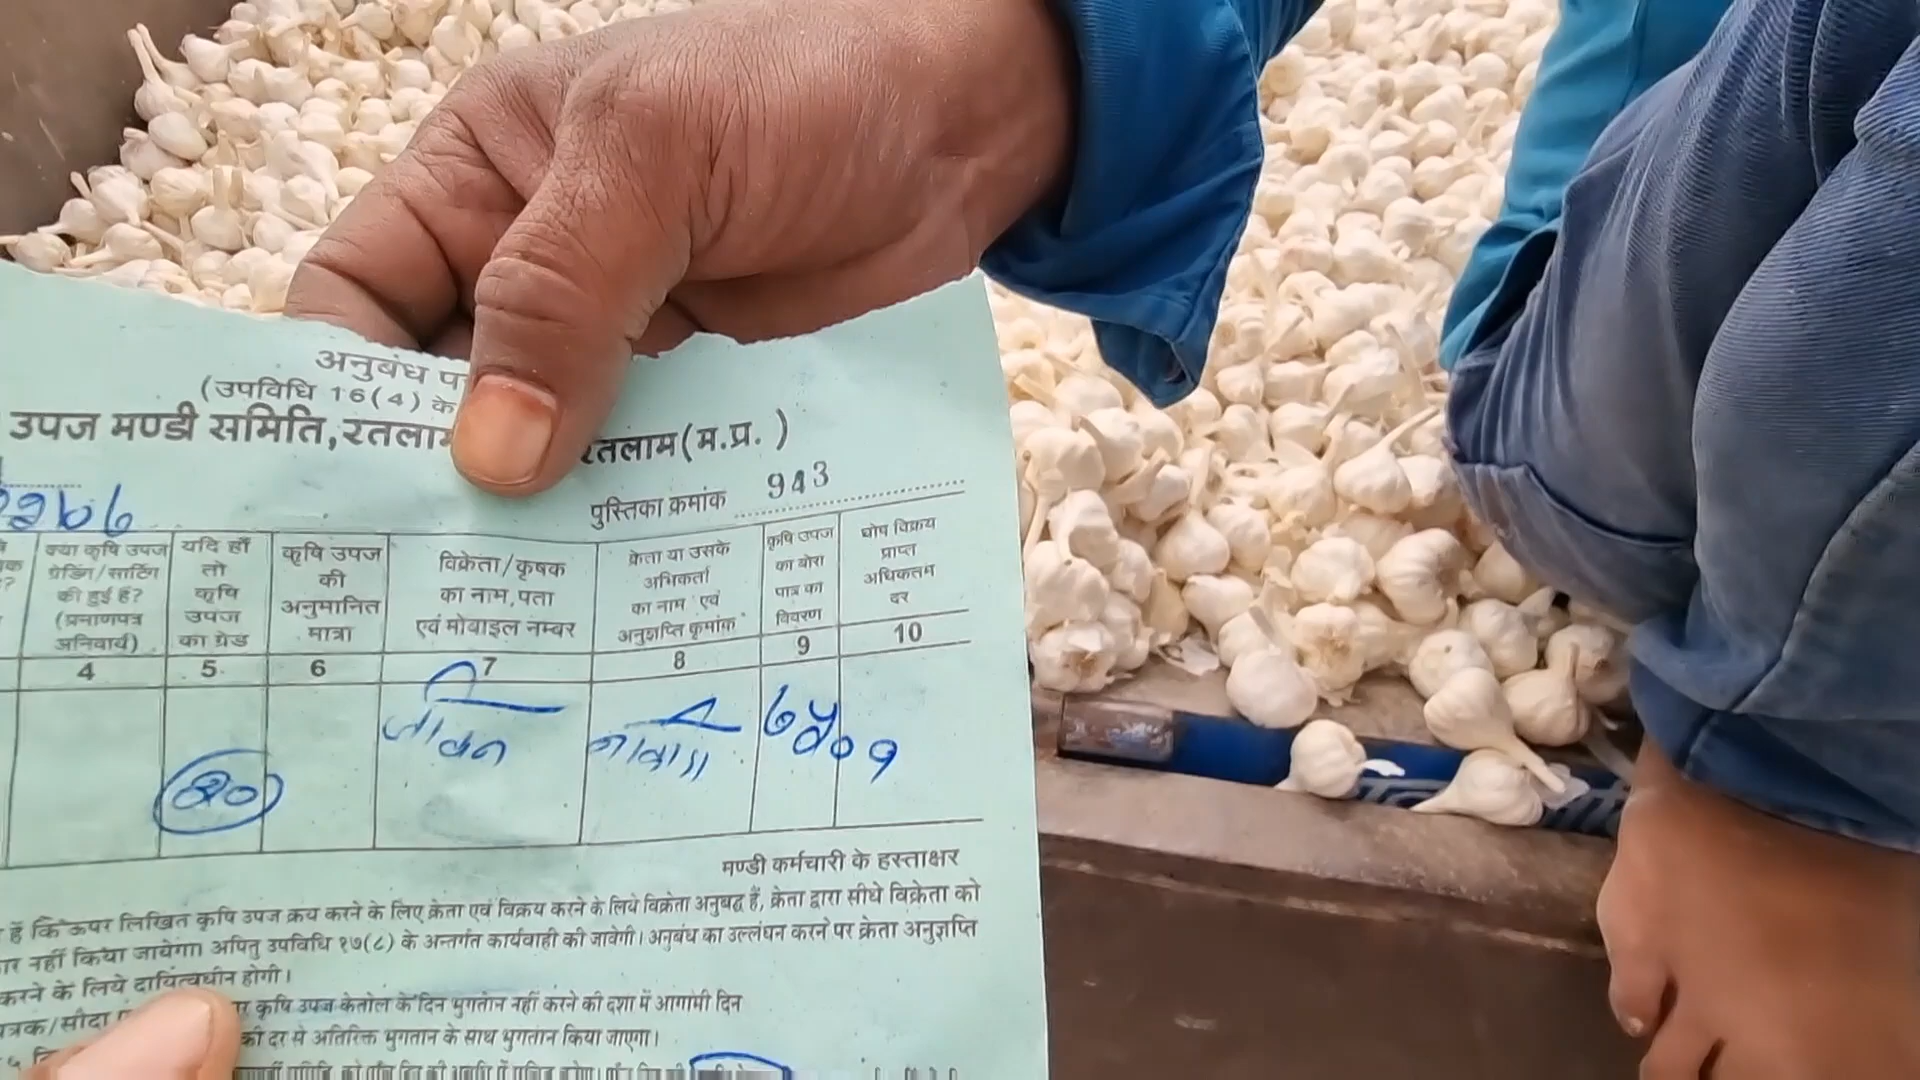 अनुबंध
(उपविधि 16(4) के
उपज मण्डी समिति, रतलाम रतलाम (म.प्र. )
पुस्तिका क्रमांक 943
क्या कृषि उपज ग्रेडिंग/सार्टिंग की हुई है? (प्रमाणपत्र अनिवार्य)
यदि हाँ तो कृषि उपज का ग्रेड
कृषि उपज की अनुमानित मात्रा
विक्रेता/कृषक का नाम, पता एवं मोबाइल नम्बर
क्रेता या उसके अभिकर्ता का नाम एवं अनुज्ञप्ति क्रमांक
कृषि उपज का बोरा पात्र का विवरण
घोष विक्रय प्राप्त अधिकतम दर
4 5 6 7 8 9 10
मण्डी कर्मचारी के हस्ताक्षर
हैं कि ऊपर लिखित कृषि उपज क्रय करने के लिए क्रेता एवं विक्रय करने के लिये विक्रेता अनुबद्ध हैं, क्रेता द्वारा सीधे विक्रेता को
नहीं किया जावेगा। अपितु उपविधि १७(८) के अन्तर्गत कार्यवाही की जावेगी। अनुबंध का उल्लंघन करने पर क्रेता अनुज्ञप्ति
करने के लिये दायित्वधीन होगी।
कृषि उपज के तोल के दिन भुगतान नहीं करने की दशा में आगामी दिन
की दर से अतिरिक्त भुगतान के साथ भुगतान किया जाएगा।